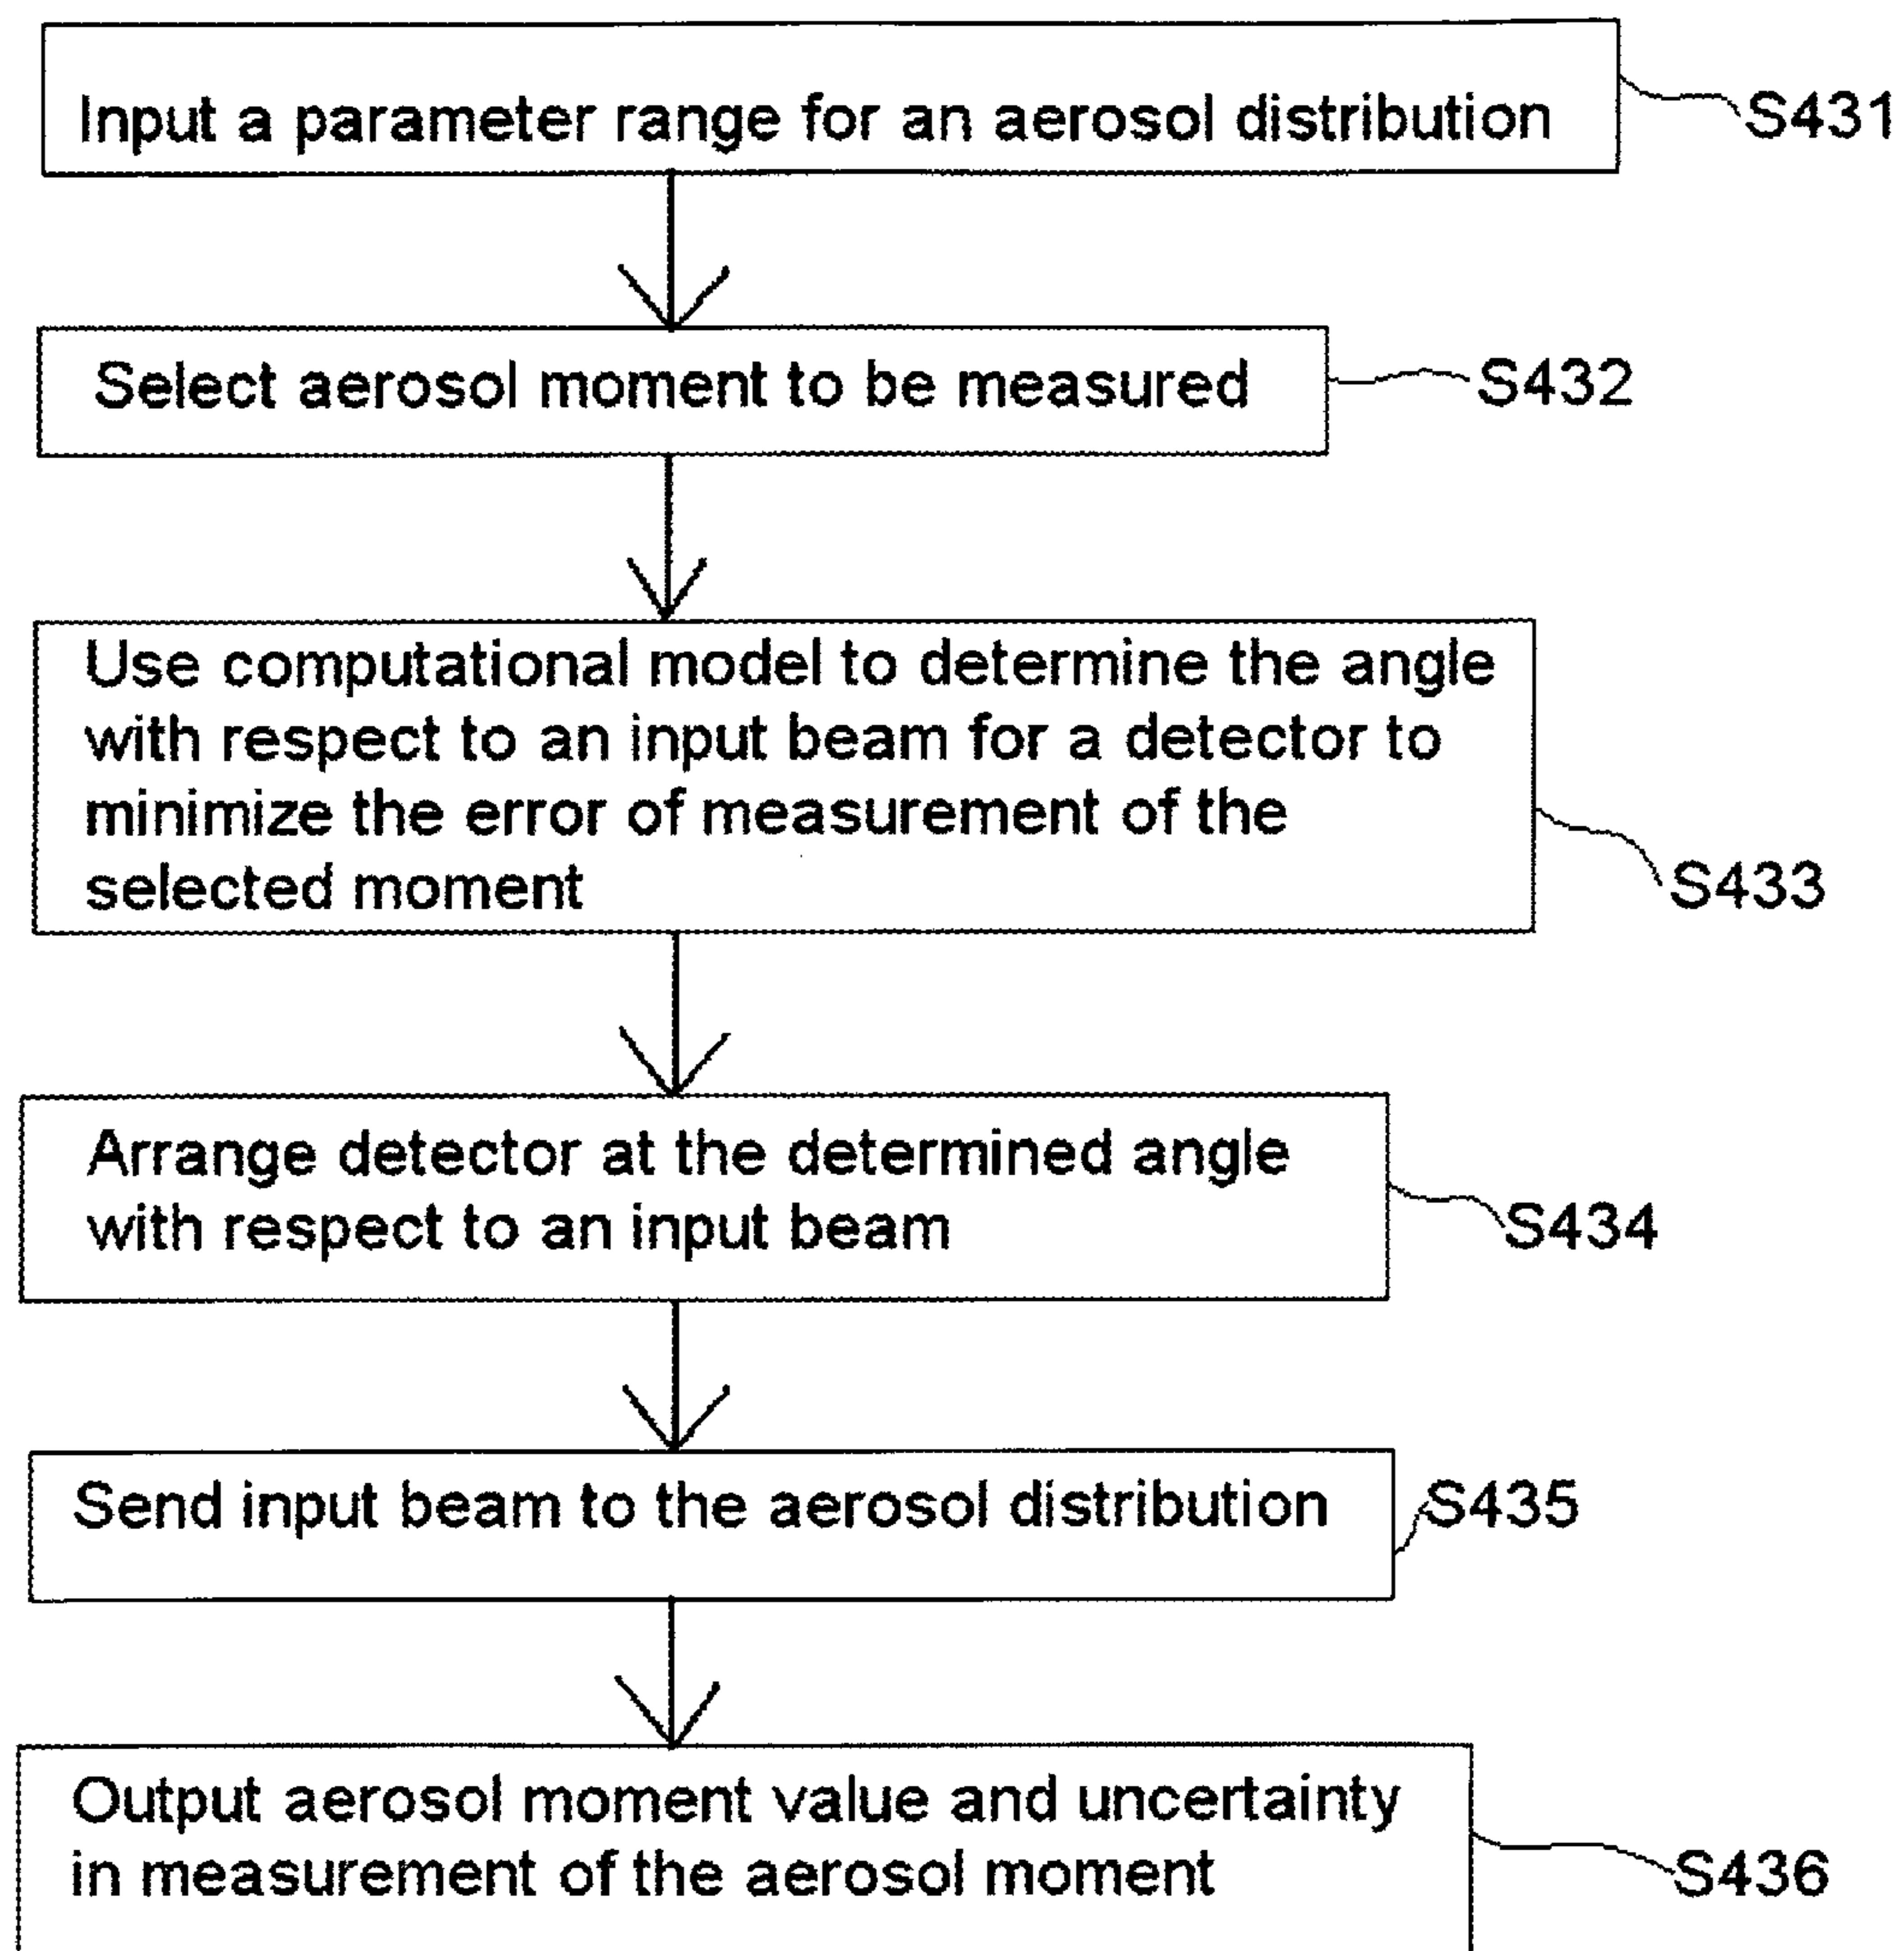 Input a parameter range for an aerosol distribution
S431
Select aerosol moment to be measured
S432
Use computational model to determine the angle
with respect to an input beam for a detector to
minimize the error of measurement of the
selected moment
S433
Arrange detector at the determined angle
with respect to an input beam
S434
Send input beam to the aerosol distribution
S435
Output aerosol moment value and uncertainty
in measurement of the aerosol moment
S436